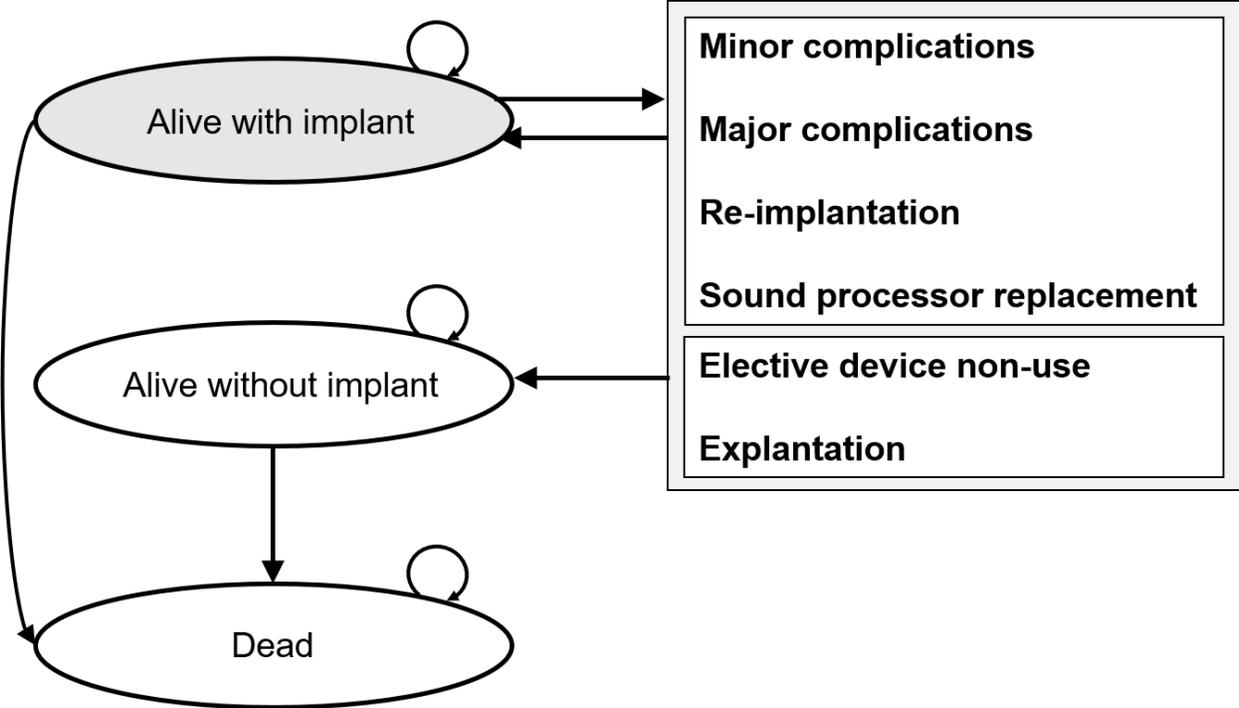 Alive with implant
Minor complications
Major complications
Re-implantation
Sound processor replacement
Alive without implant
Elective device non-use
Explantation
Dead